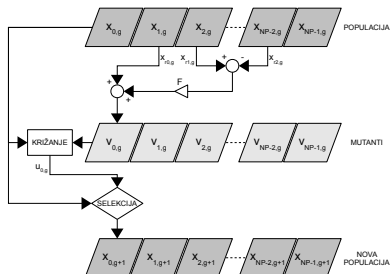 x0,g x1,g x2,g xNP-2,g xNP-1,g
POPULACIJA
xr0,g xr1,g xr2,g
+ -
F
+
+
v0,g v1,g v2,g vNP-2,g vNP-1,g
MUTANTI
KRIŽANJE
u0,g
SELEKCIJA
x0,g+1 x1,g+1 x2,g+1 xNP-2,g+1 xNP-1,g+1
NOVA
POPULACIJA